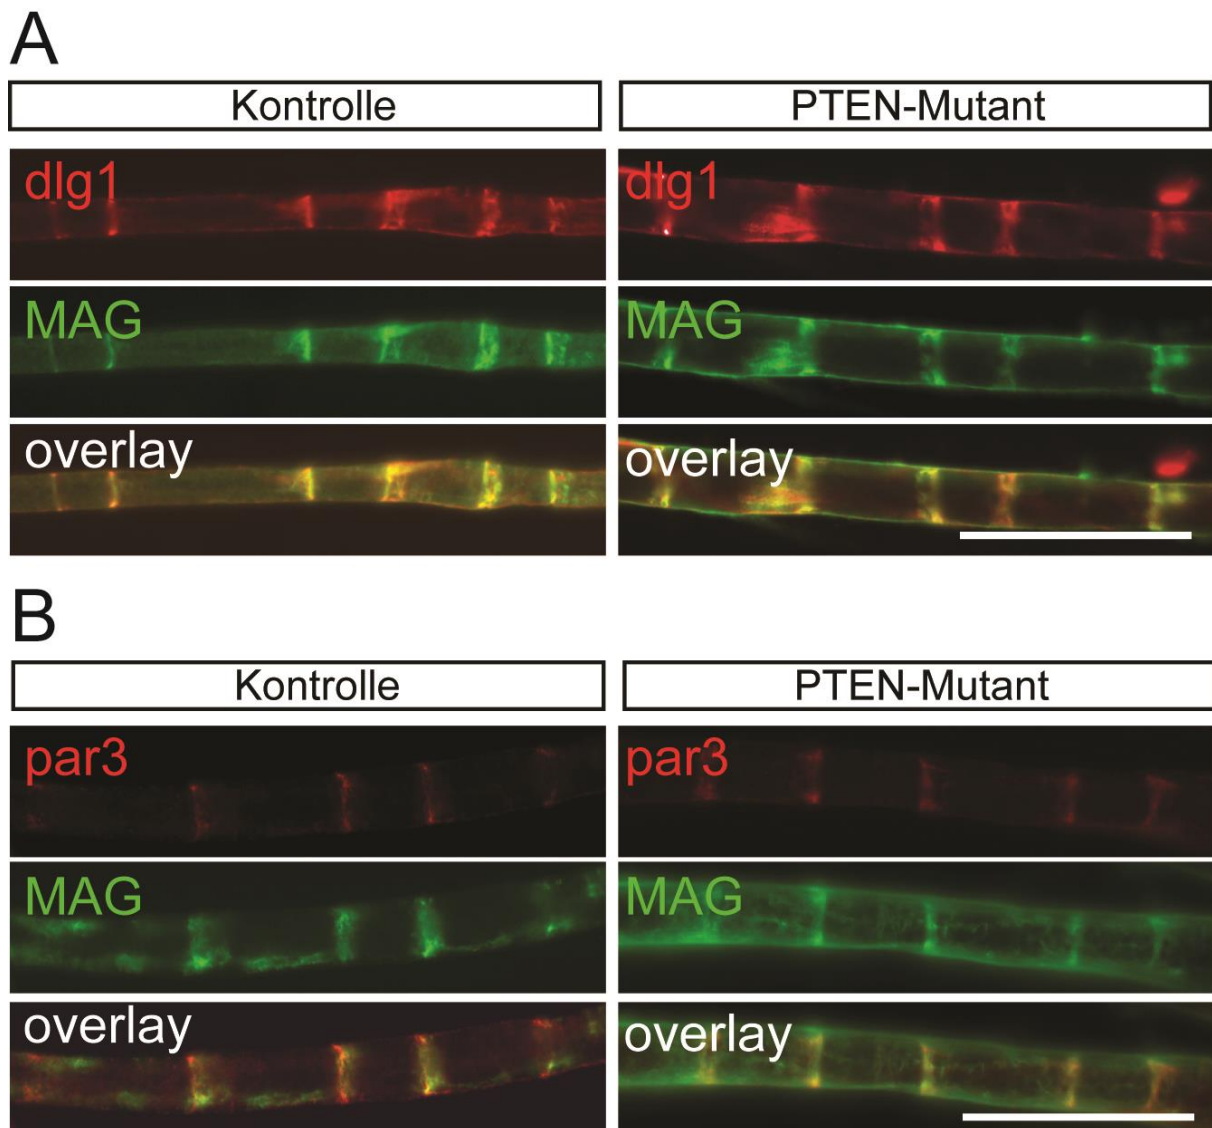 A
Kontrolle PTEN-Mutant
dlg1 dlg1
MAG MAG
overlay overlay
B
Kontrolle PTEN-Mutant
par3 par3
MAG MAG
overlay overlay